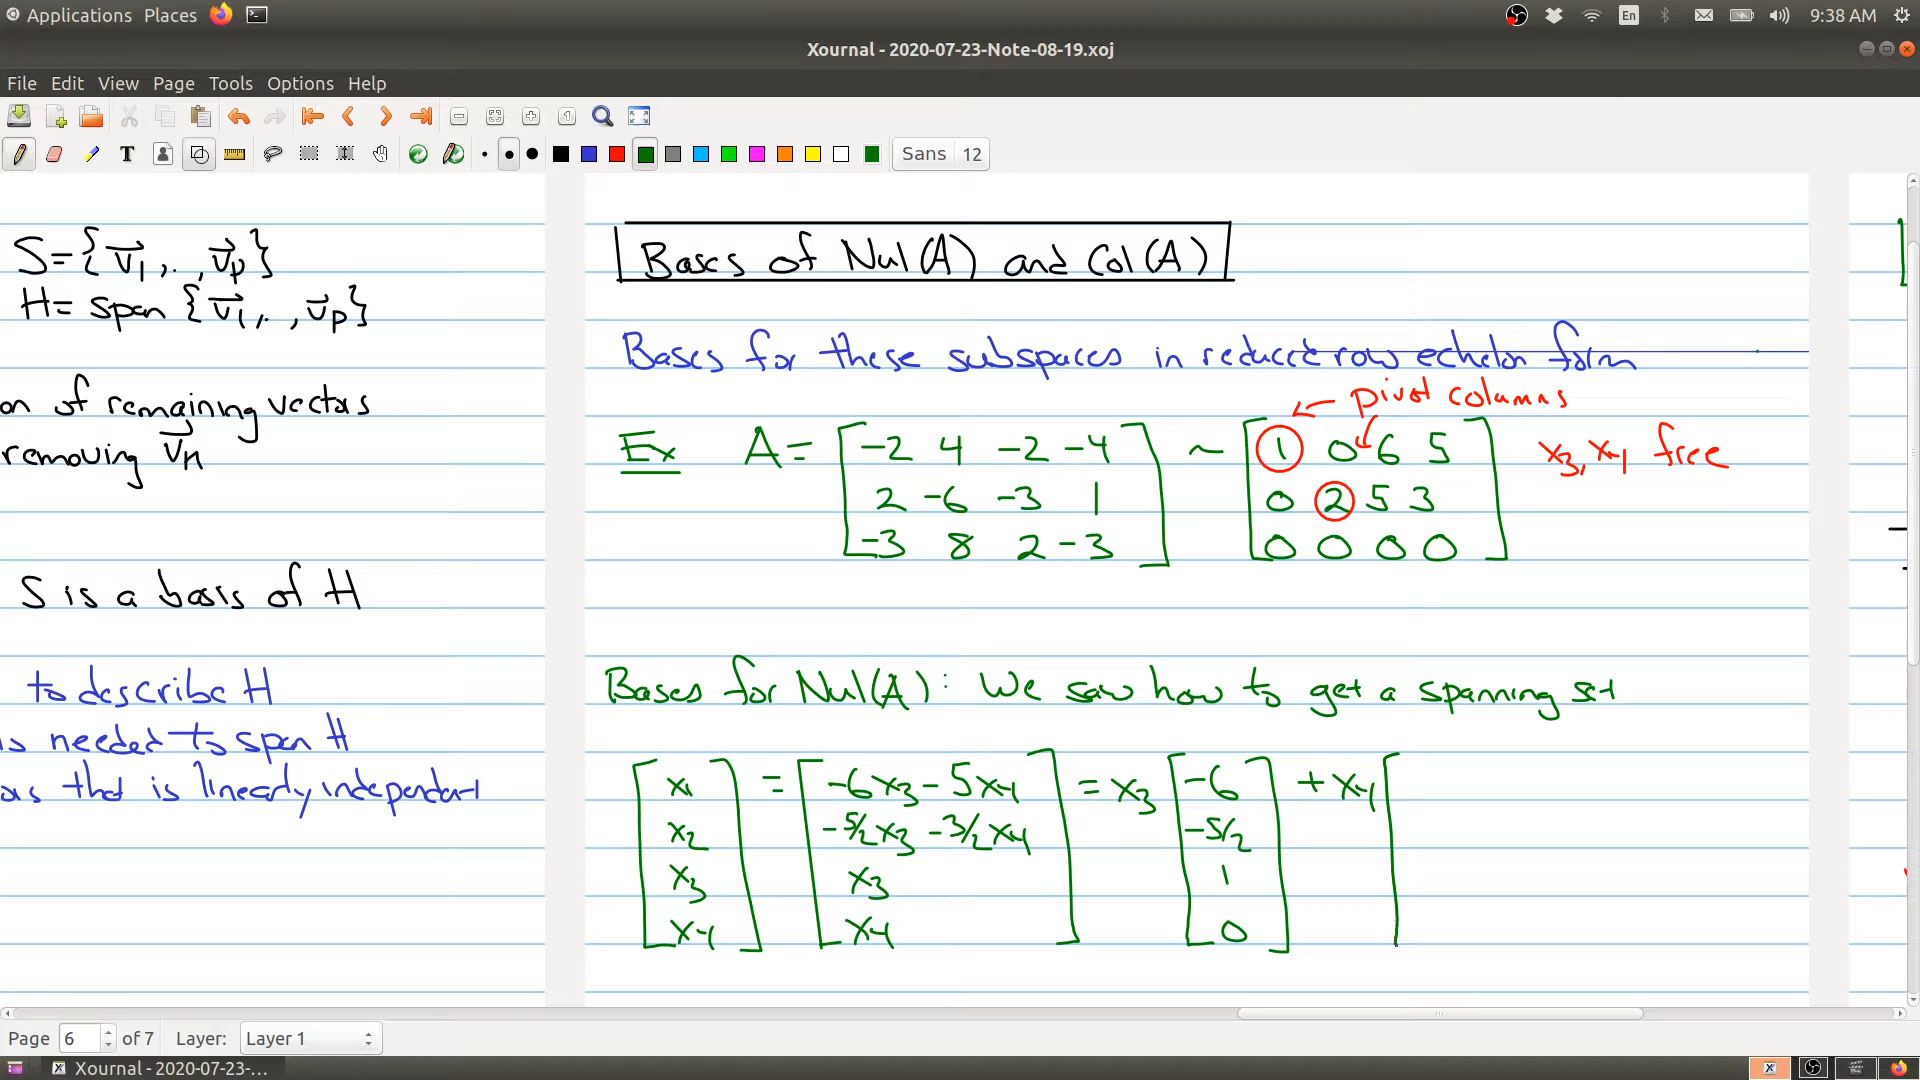 Applications Places En 9:38 AM
Xournal - 2020-07-23-Note-08-19.xoj
File Edit View Page Tools Options Help
Sans 12
S = {v₁, . , vₚ}
H = span {v₁, . , vₚ}
on of remaining vectors
removing vₖ
S is a basis of H
to describe H
is needed to span H
ors that is linearly independent
Bases of Nul(A) and Col(A)
Bases for these subspaces in reduced row echelon form
← pivot columns
Ex A = [-2 4 -2 -4 ~ [1 0 6 5 x₃, x₄ free
2 -6 -3 1] 0 2 5 3
-3 8 2 -3] 0 0 0 0]
Bases for Nul(A): We saw how to get a spanning set
[x₁ = [-6x₃ - 5x₄ = x₃ [-6 + x₄ [
x₂ -5/2 x₃ - 3/2 x₄ -5/2
x₃ x₃ 1
x₄] x₄] 0]
Page 6 of 7 Layer: Layer 1
Xournal - 2020-07-23-...